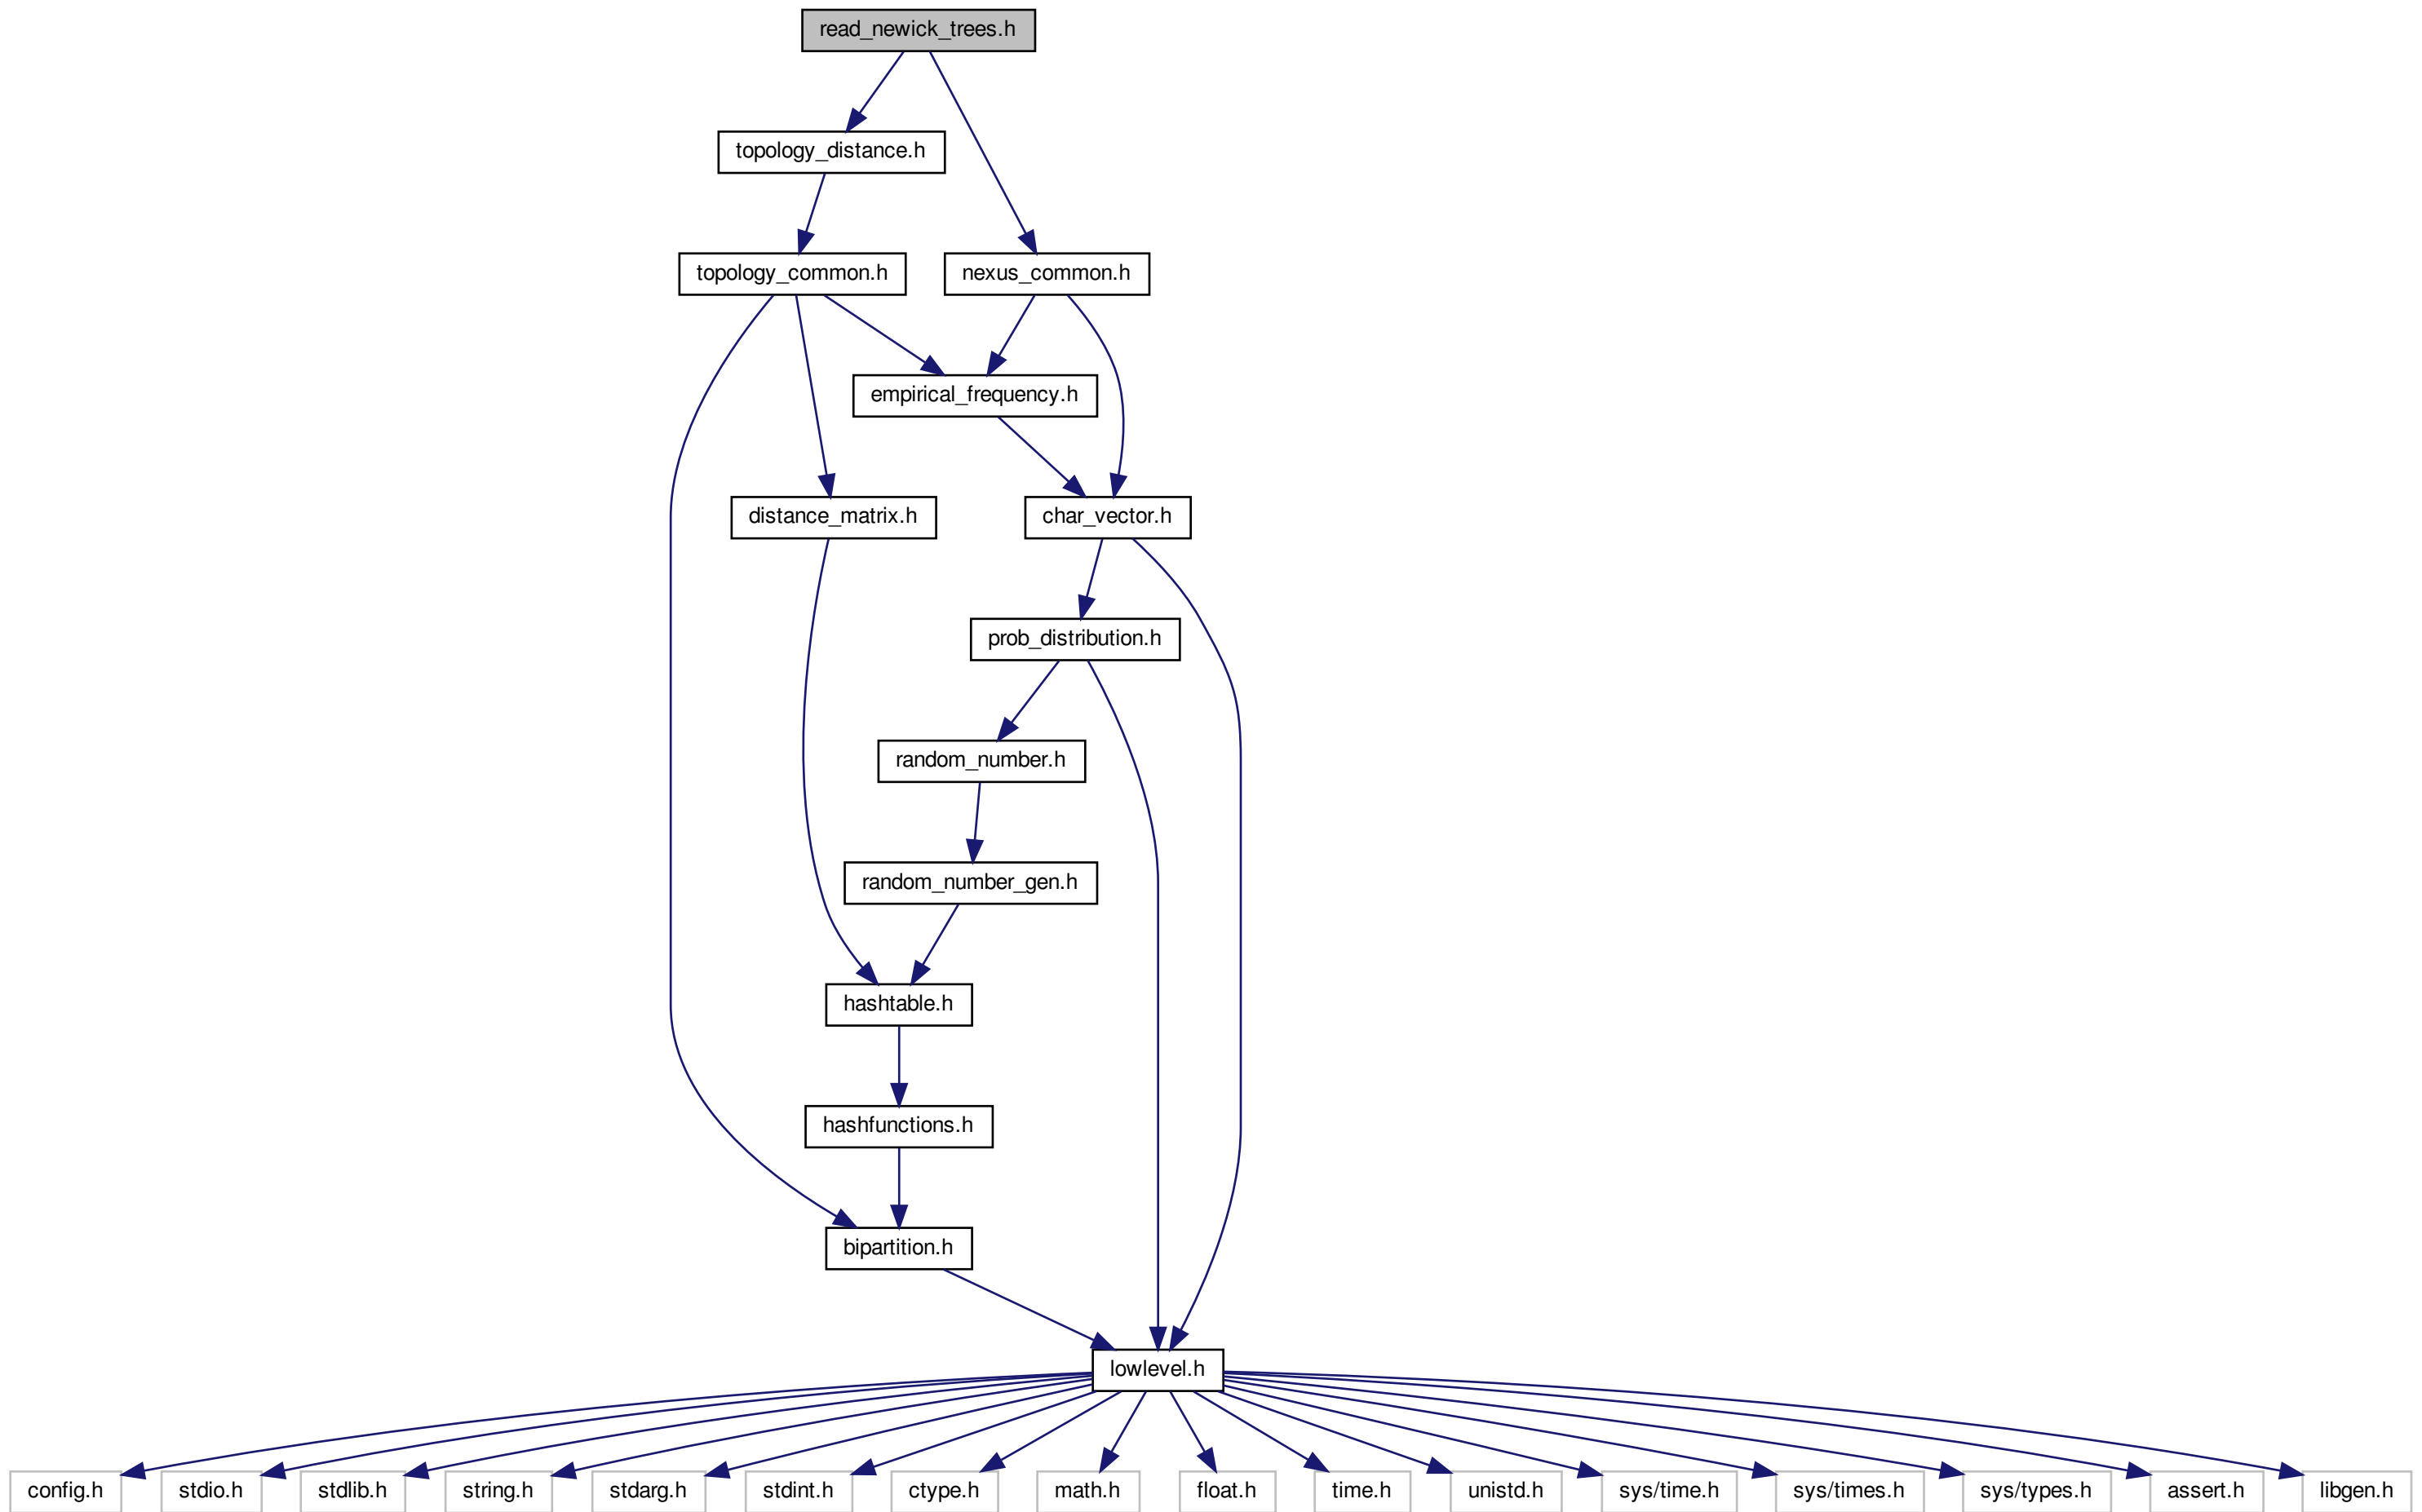 read_newick_trees.h
topology_distance.h
topology_common.h
nexus_common.h
empirical_frequency.h
distance_matrix.h
char_vector.h
prob_distribution.h
random_number.h
random_number_gen.h
hashtable.h
hashfunctions.h
bipartition.h
lowlevel.h
config.h
stdio.h
stdlib.h
string.h
stdarg.h
stdint.h
ctype.h
math.h
float.h
time.h
unistd.h
sys/time.h
sys/times.h
sys/types.h
assert.h
libgen.h